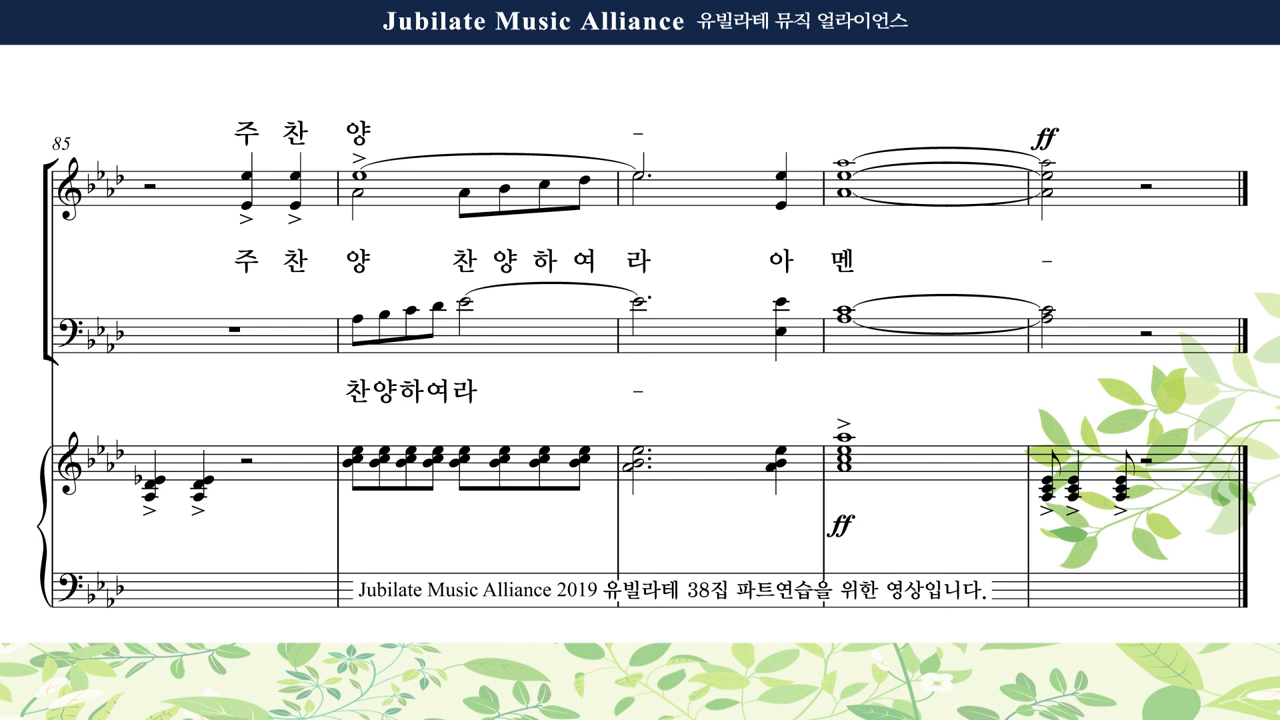 Jubilate Music Alliance 유빌라테 뮤직 얼라이언스
주 찬 양 -
85
ff
주 찬 양 찬 양 하 여 라 아 멘 -
찬양하여라 -
ff
Jubilate Music Alliance 2019 유빌라테 38집 파트연습을 위한 영상입니다.